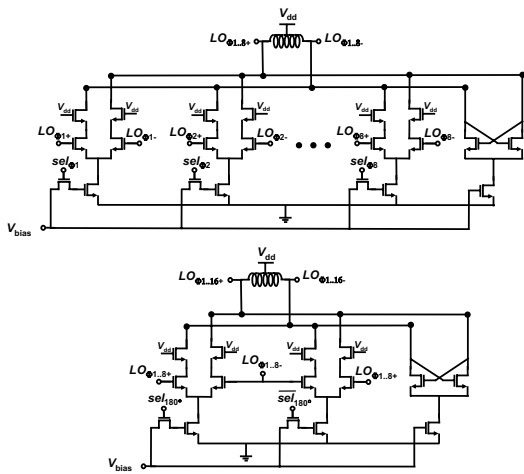 Vdd
LOΦ1..8+ LOΦ1..8-
Vdd Vdd Vdd Vdd Vdd Vdd
LOΦ1+ LOΦ1- LOΦ2+ LOΦ2- LOΦ8+ LOΦ8-
selΦ1 selΦ2 selΦ8
Vbias
Vdd
LOΦ1..16+ LOΦ1..16-
Vdd Vdd Vdd Vdd
LOΦ1..8+ LOΦ1..8- LOΦ1..8+
sel180° s̅e̅l̅180°
Vbias